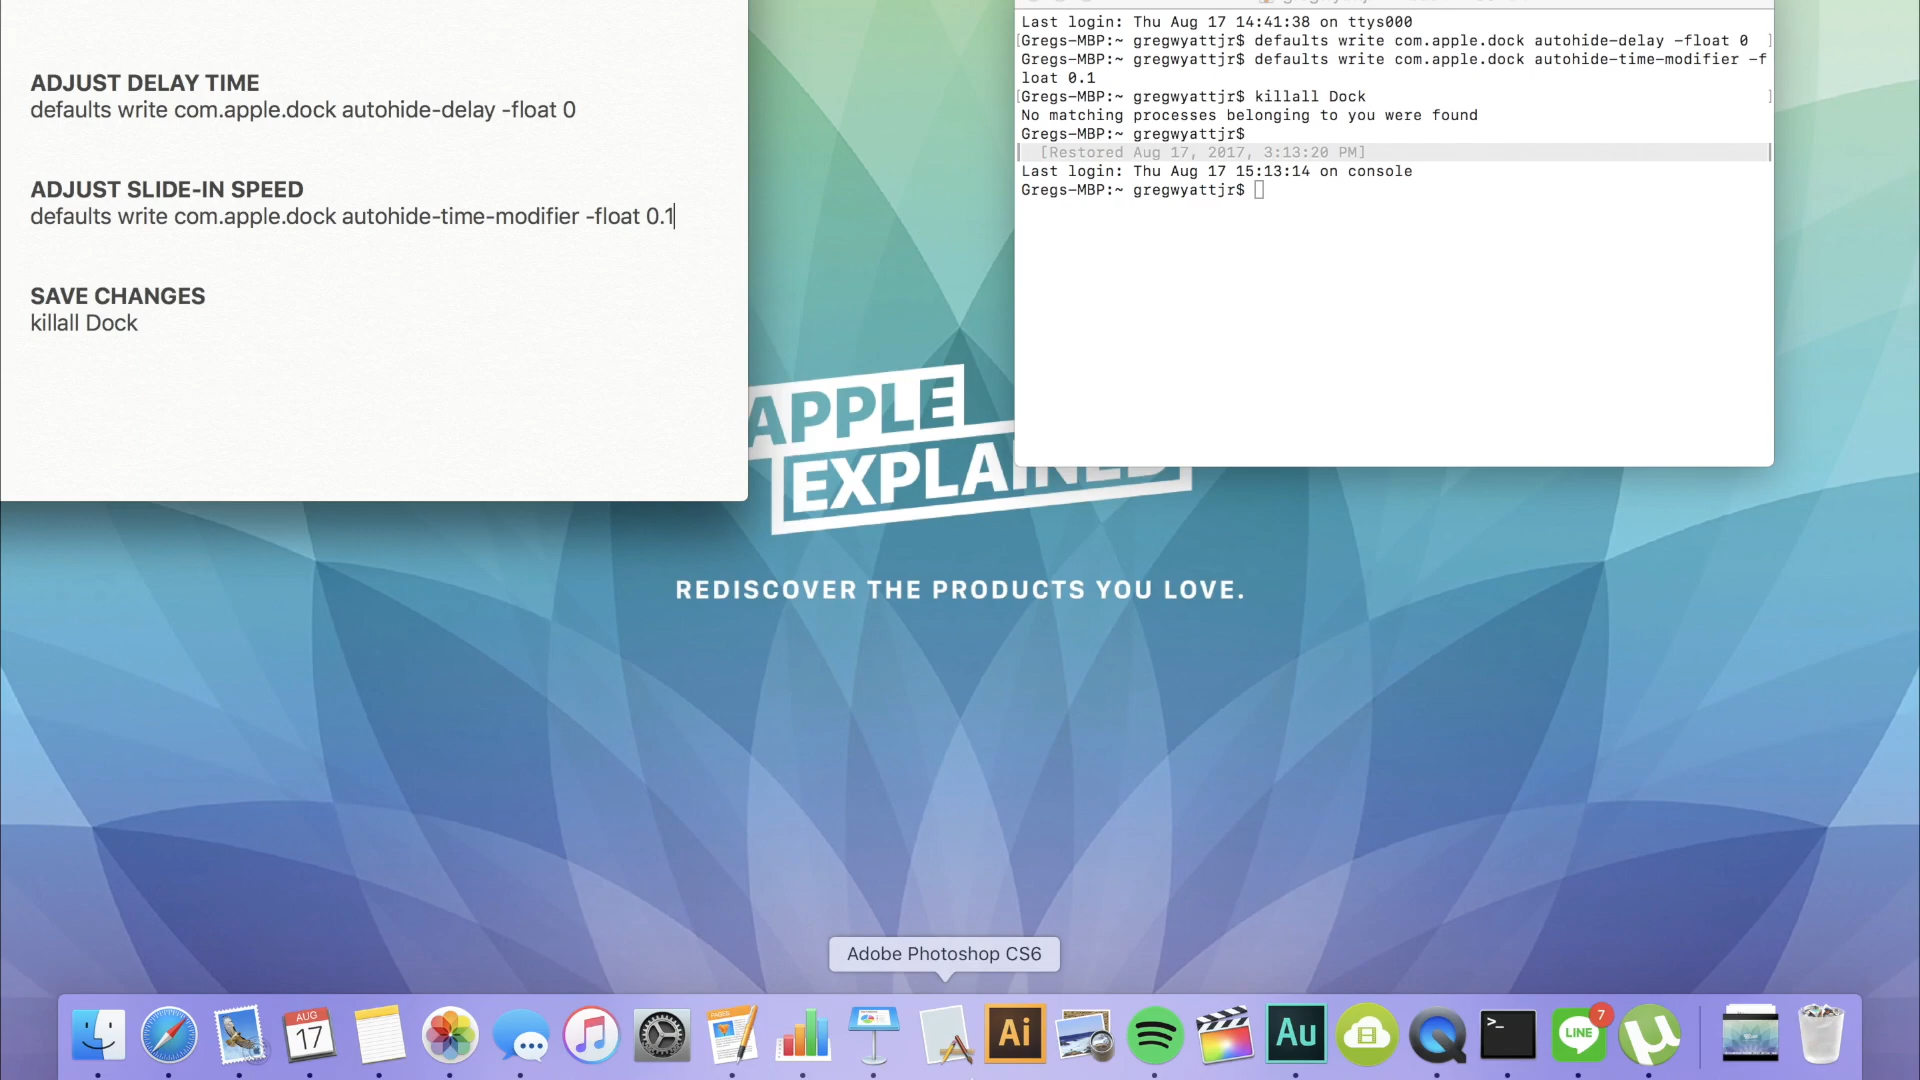 ADJUST DELAY TIME
defaults write com.apple.dock autohide-delay -float 0
ADJUST SLIDE-IN SPEED
defaults write com.apple.dock autohide-time-modifier -float 0.1
SAVE CHANGES
killall Dock
Last login: Thu Aug 17 14:41:38 on ttys000
[Gregs-MBP:~ gregwyattjr$ defaults write com.apple.dock autohide-delay -float 0 ]
Gregs-MBP:~ gregwyattjr$ defaults write com.apple.dock autohide-time-modifier -f
loat 0.1
[Gregs-MBP:~ gregwyattjr$ killall Dock ]
No matching processes belonging to you were found
Gregs-MBP:~ gregwyattjr$
[Restored Aug 17, 2017, 3:13:20 PM]
Last login: Thu Aug 17 15:13:14 on console
Gregs-MBP:~ gregwyattjr$
APPLE
EXPLAINED
REDISCOVER THE PRODUCTS YOU LOVE.
Adobe Photoshop CS6
AUG
17
PAGES
Ai
Au
>_
LINE
7